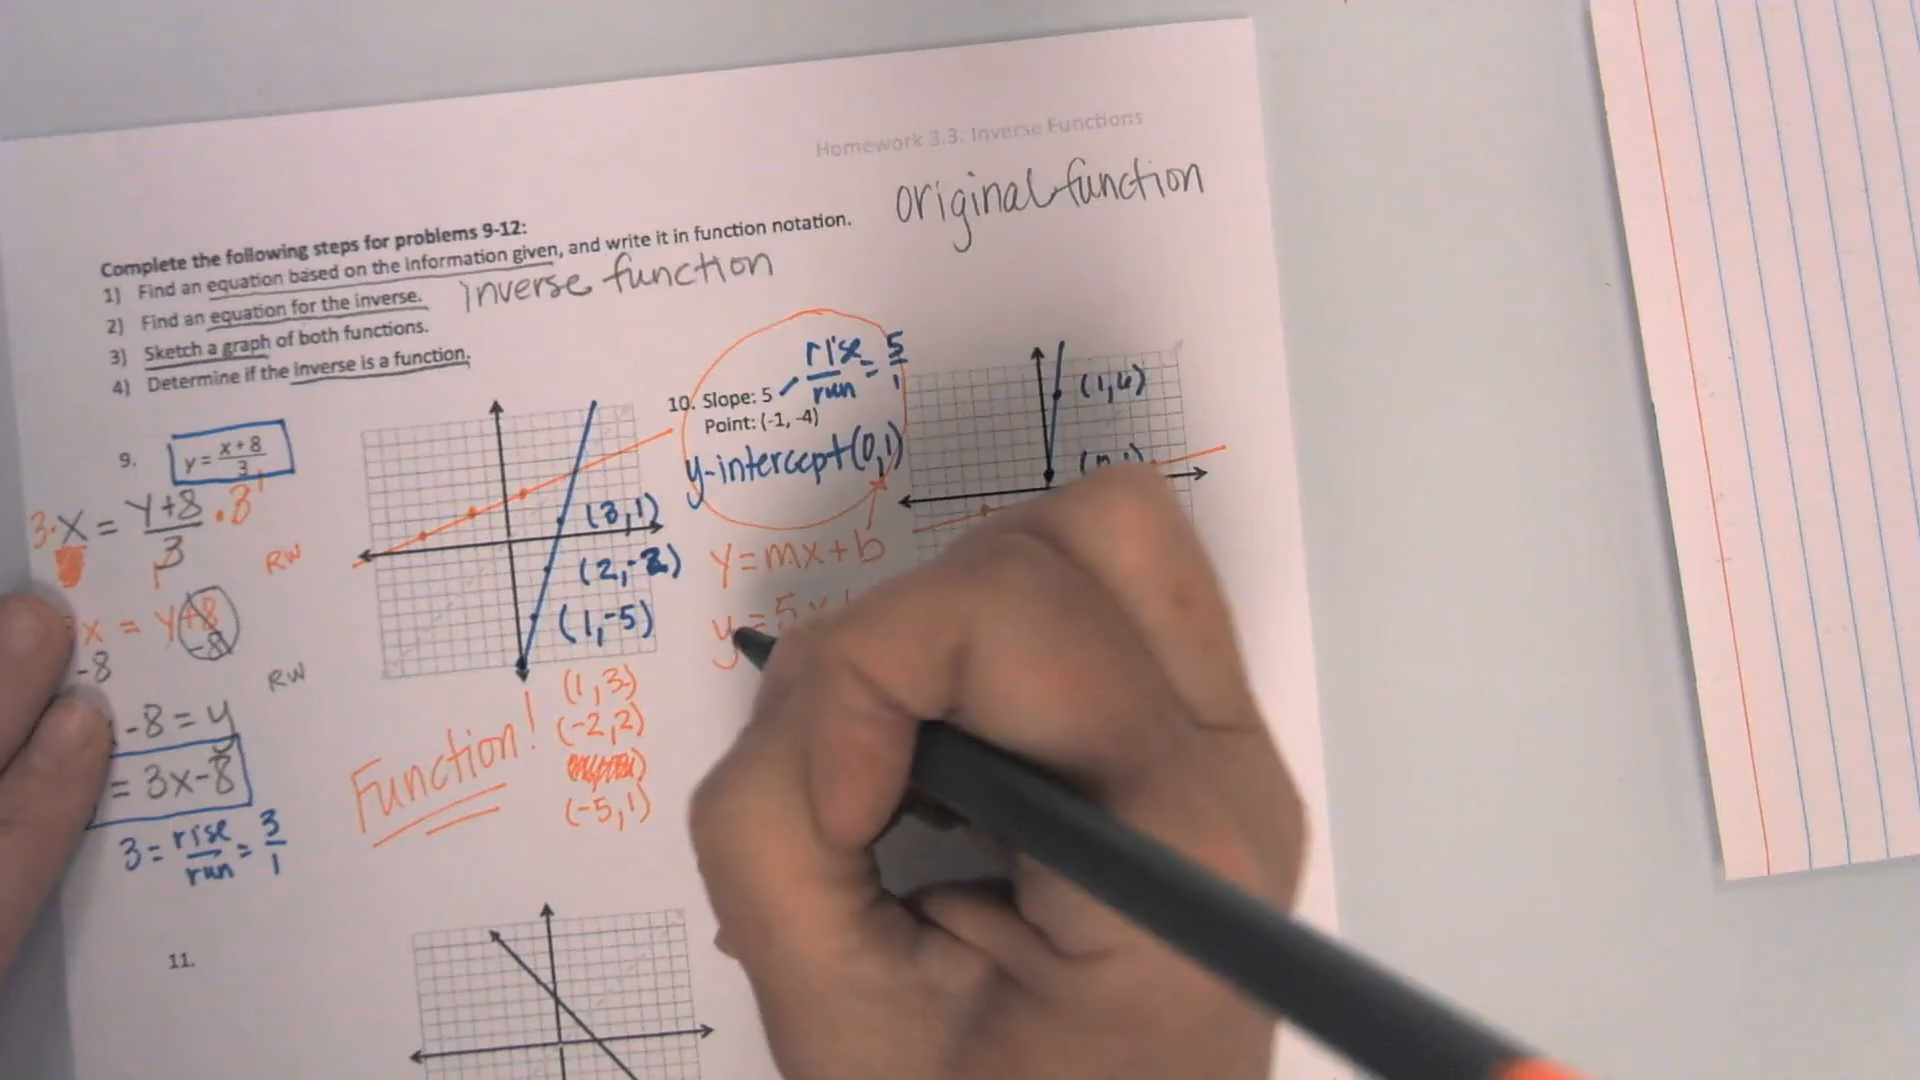 Homework 3.3: Inverse Functions
original function
Complete the following steps for problems 9-12:
1) Find an equation based on the information given, and write it in function notation.
2) Find an equation for the inverse.
inverse function
3) Sketch a graph of both functions.
4) Determine if the inverse is a function.
9. y = x+8/3
3·x = y+8/3 · 3
RW
x = y+8
-8 -8
RW
-8 = y
= 3x-8
3 = rise/run = 3/1
(3,1)
(2,-2)
(1,-5)
(1,3)
(-2,2)
(-5,1)
Function!
10. Slope: 5
rise/run = 5/1
Point: (-1, -4)
y-intercept (0,1)
y=mx+b
y=5x
(1,6)
11.